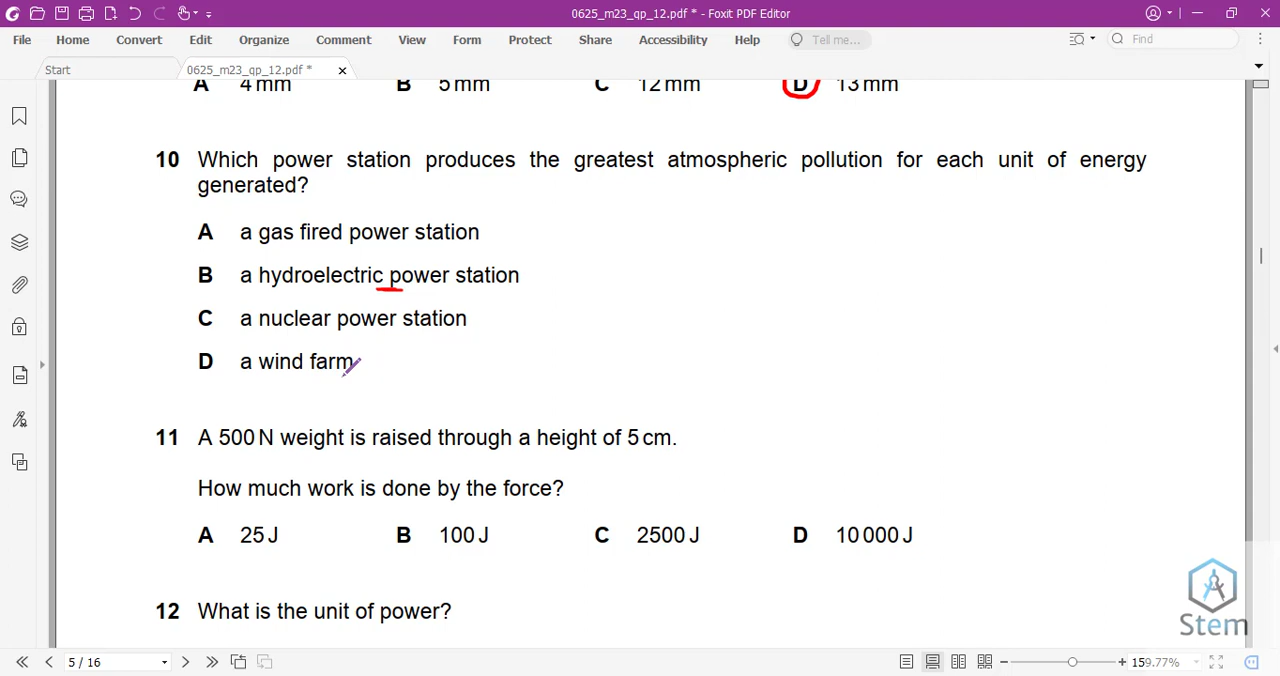 0625_m23_qp_12.pdf * - Foxit PDF Editor
File Home Convert Edit Organize Comment View Form Protect Share Accessibility Help Tell me... Find
Start 0625_m23_qp_12.pdf *
A 4 mm B 5 mm C 12 mm D 13 mm
10 Which power station produces the greatest atmospheric pollution for each unit of energy
generated?
A a gas fired power station
B a hydroelectric power station
C a nuclear power station
D a wind farm
11 A 500 N weight is raised through a height of 5 cm.
How much work is done by the force?
A 25 J B 100 J C 2500 J D 10 000 J
12 What is the unit of power?
Stem
5 / 16 159.77%